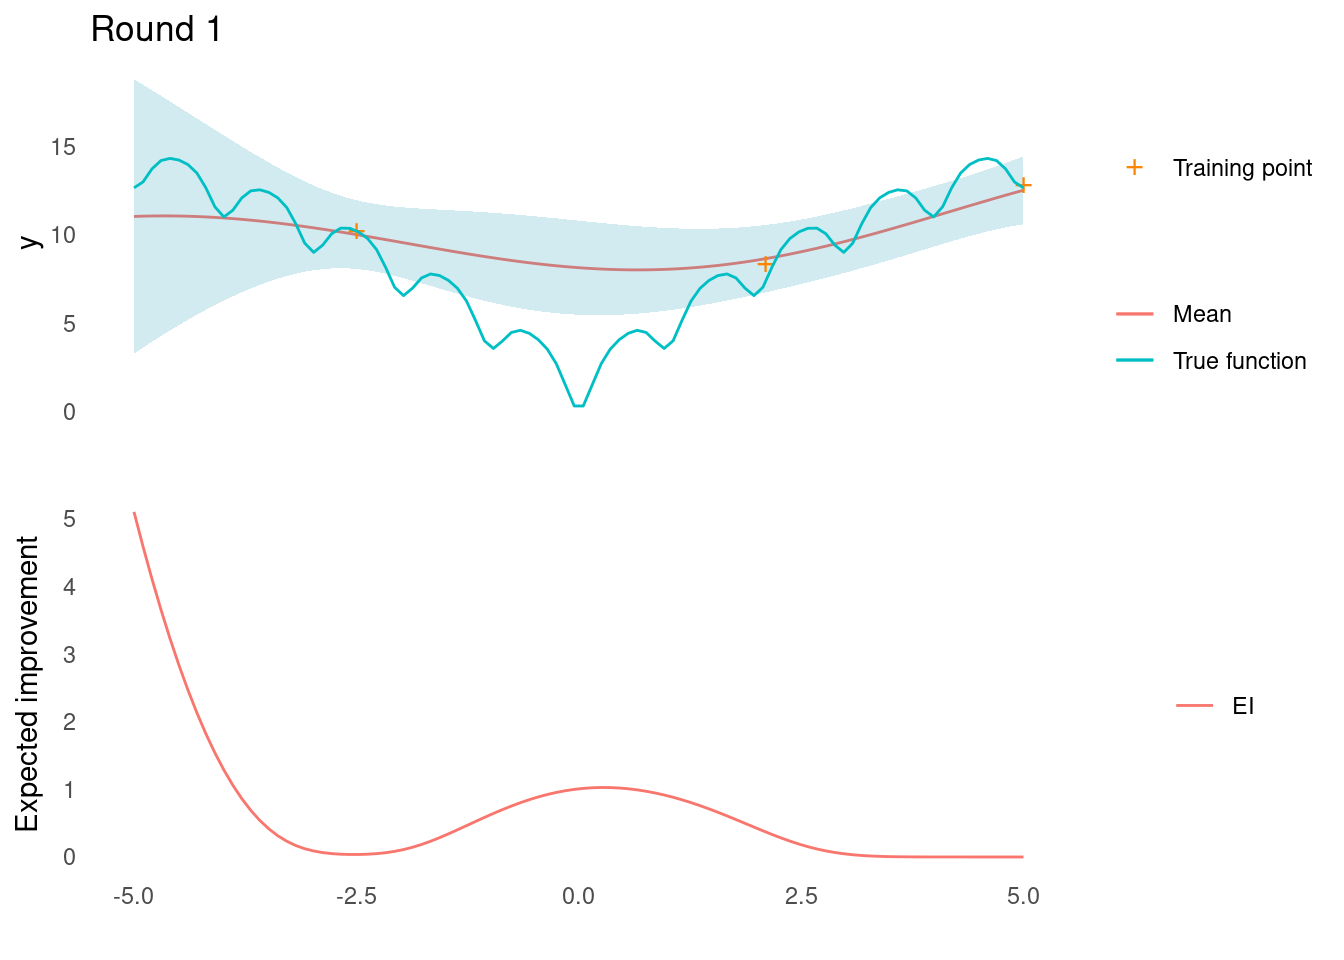 Round 1
y
15
10
5
0
Training point
Mean
True function
Expected improvement
5
4
3
2
1
0
EI
-5.0 -2.5 0.0 2.5 5.0